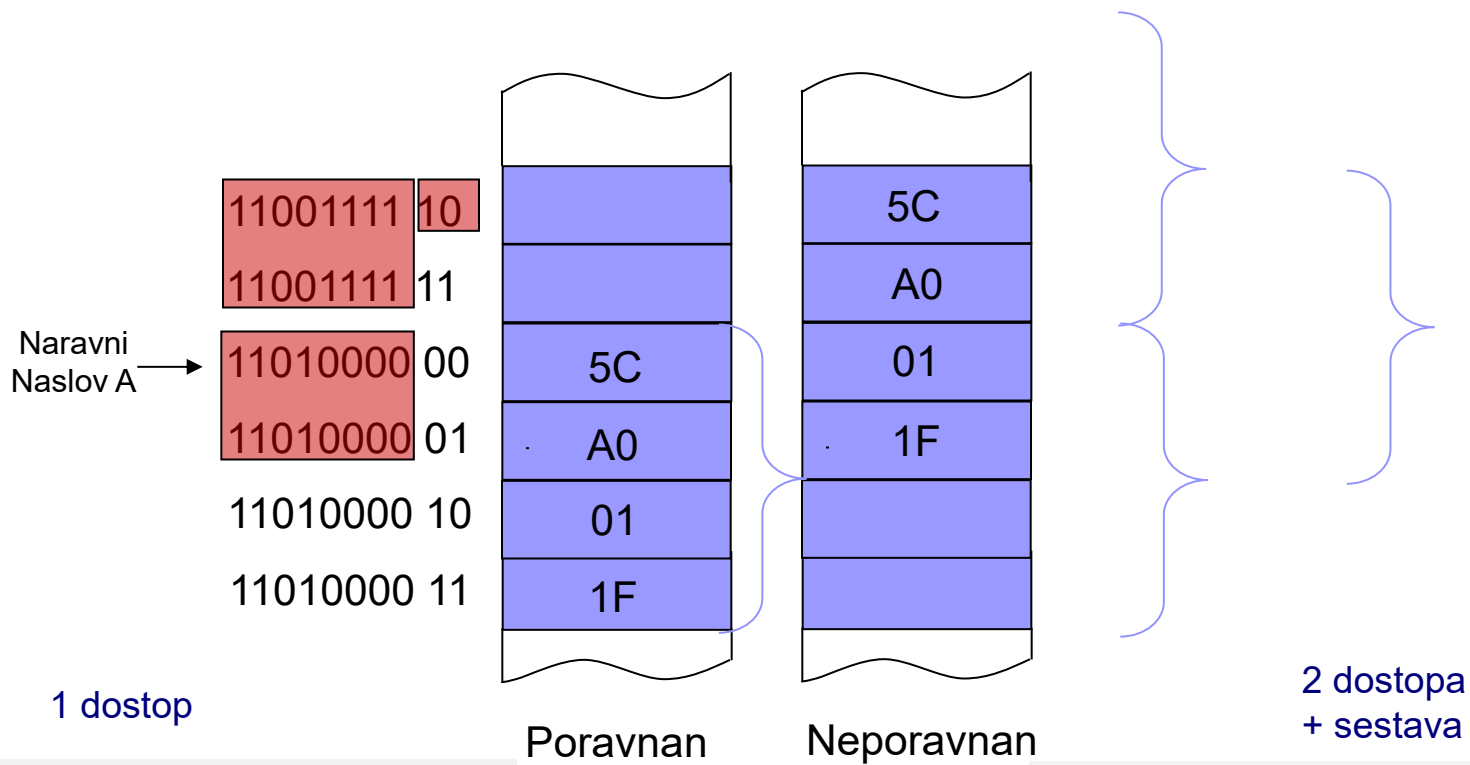 11001111 10
11001111 11
Naravni
Naslov A
11010000 00
11010000 01
11010000 10
11010000 11
5C
A0
01
1F
5C
A0
01
1F
1 dostop
Poravnan
Neporavnan
2 dostopa
+ sestava